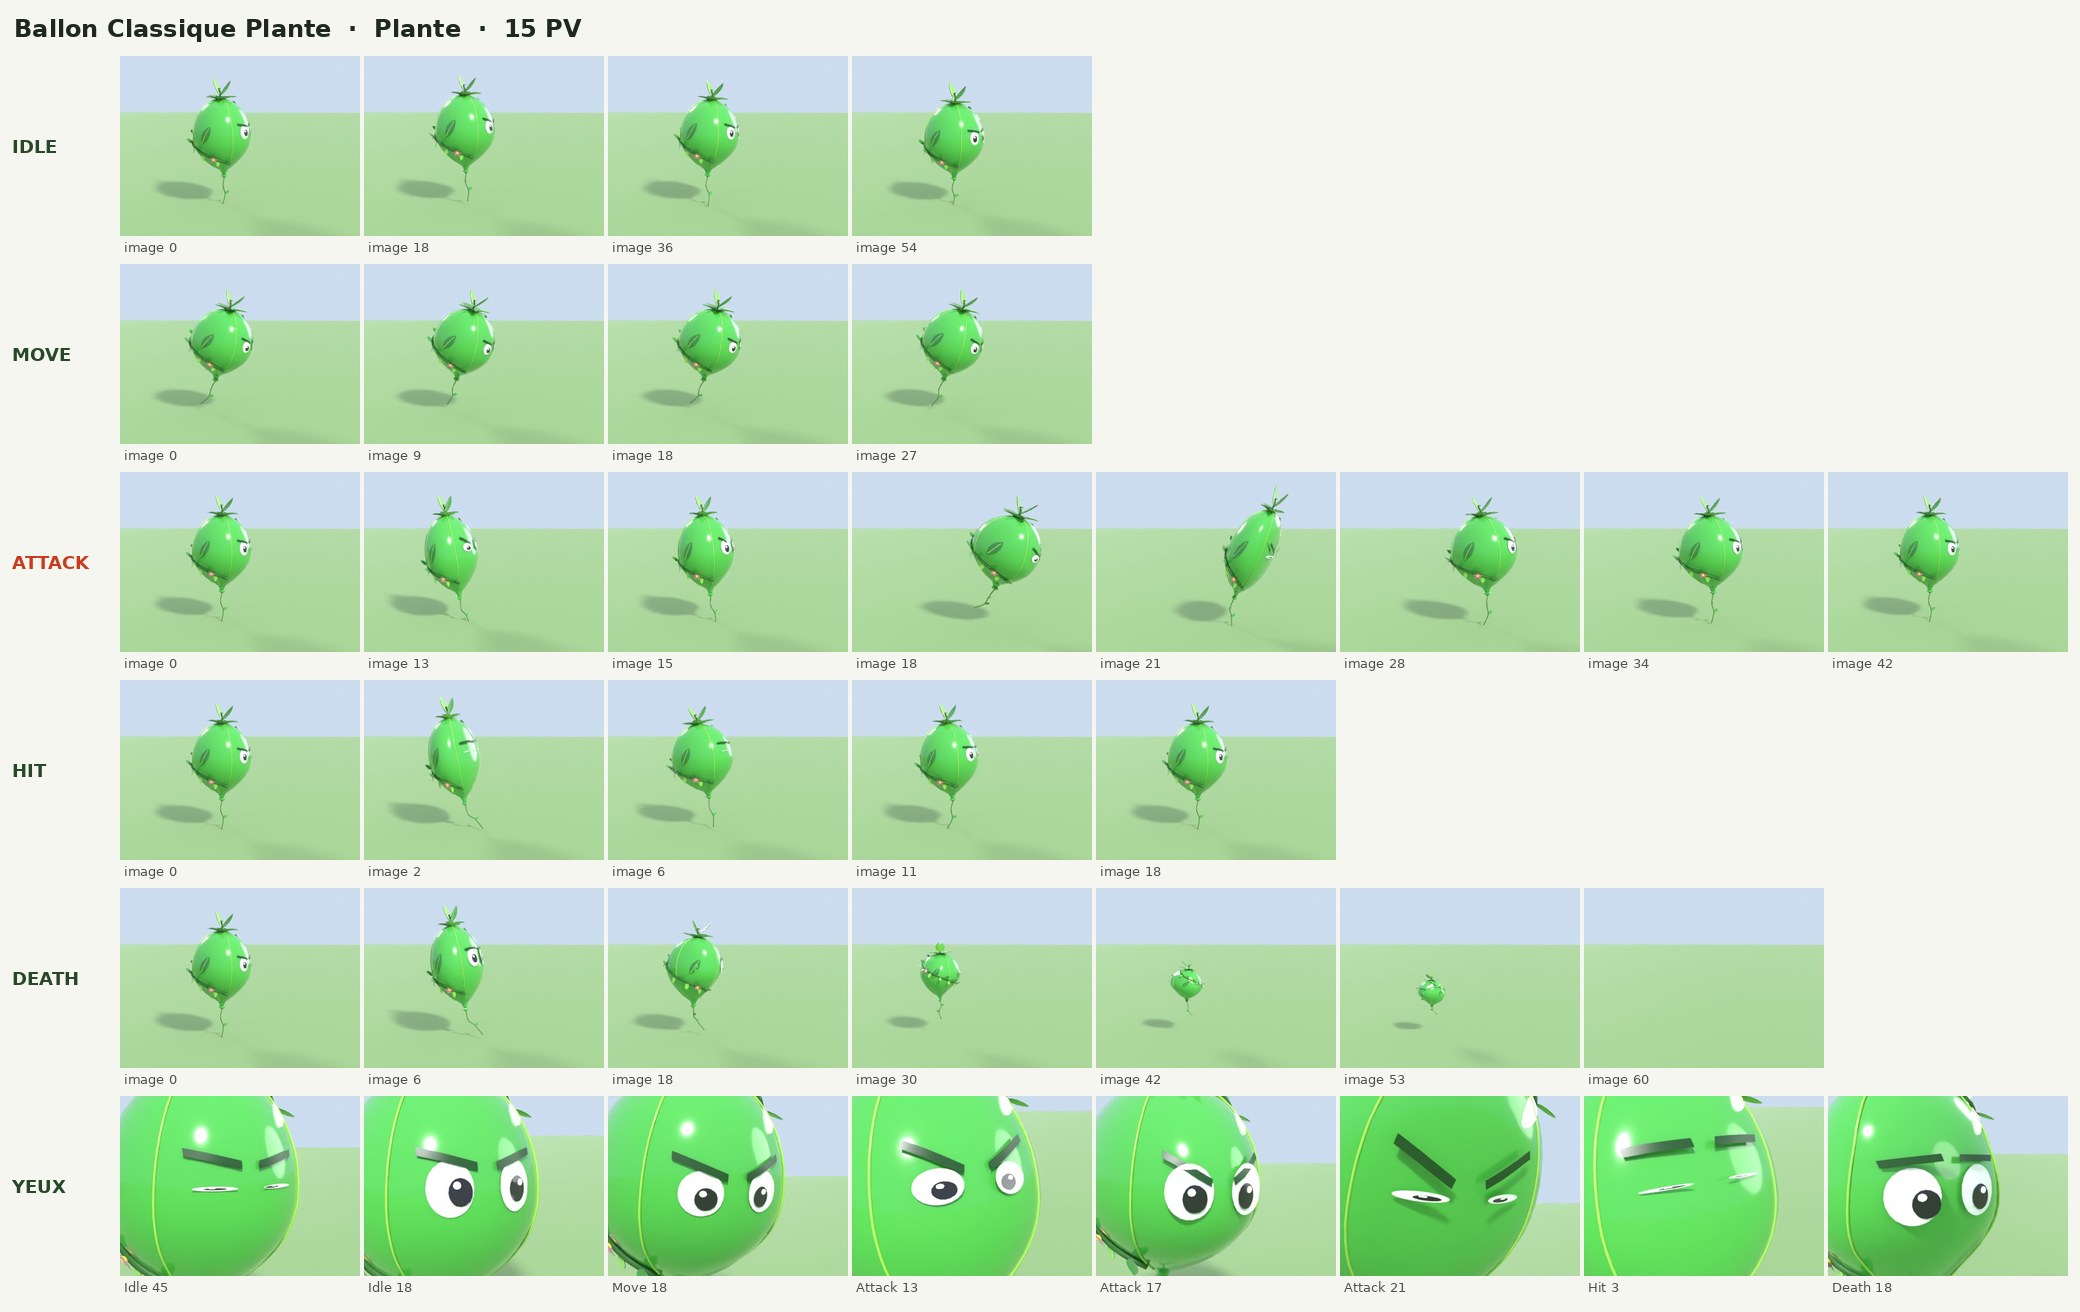 Ballon Classique Plante · Plante · 15 PV
IDLE
image 0 image 18 image 36 image 54
MOVE
image 0 image 9 image 18 image 27
ATTACK
image 0 image 13 image 15 image 18 image 21 image 28 image 34 image 42
HIT
image 0 image 2 image 6 image 11 image 18
DEATH
image 0 image 6 image 18 image 30 image 42 image 53 image 60
YEUX
Idle 45 Idle 18 Move 18 Attack 13 Attack 17 Attack 21 Hit 3 Death 18